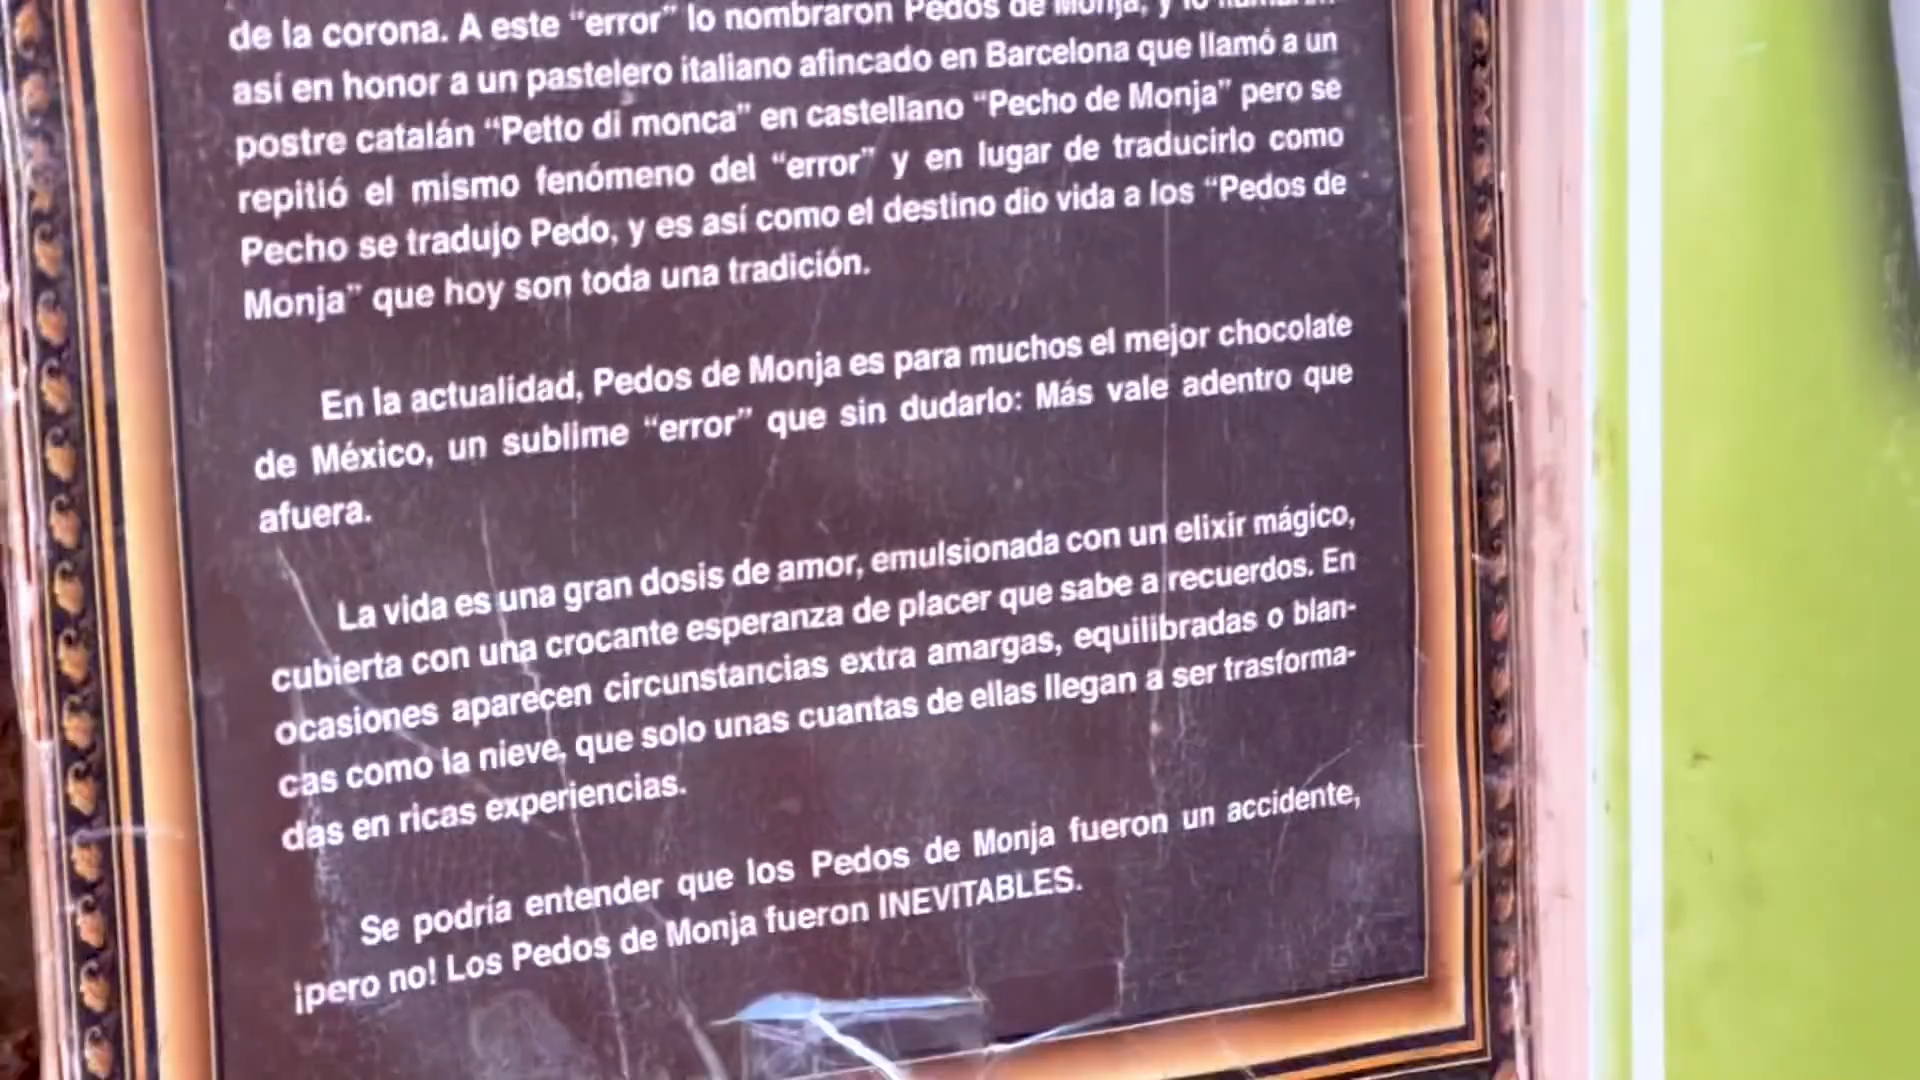 de la corona. A este “error” lo nombraron Pedos de Monja, y lo
así en honor a un pastelero italiano afincado en Barcelona que llamó a un
postre catalán “Petto di monca” en castellano “Pecho de Monja” pero se
repitió el mismo fenómeno del “error” y en lugar de traducirlo como
Pecho se tradujo Pedo, y es así como el destino dio vida a los “Pedos de
Monja” que hoy son toda una tradición.
En la actualidad, Pedos de Monja es para muchos el mejor chocolate
de México, un sublime “error” que sin dudarlo: Más vale adentro que
afuera.
La vida es una gran dosis de amor, emulsionada con un elixir mágico,
cubierta con una crocante esperanza de placer que sabe a recuerdos. En
ocasiones aparecen circunstancias extra amargas, equilibradas o blan-
cas como la nieve, que solo unas cuantas de ellas llegan a ser trasforma-
das en ricas experiencias.
Se podría entender que los Pedos de Monja fueron un accidente,
¡pero no! Los Pedos de Monja fueron INEVITABLES.